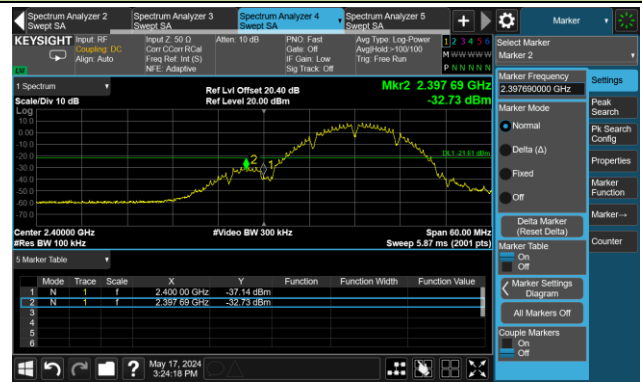 Spectrum Analyzer 2
Swept SA
Spectrum Analyzer 3
Swept SA
Spectrum Analyzer 4
Swept SA
Spectrum Analyzer 5
Swept SA
+
Marker
KEYSIGHT
Input: RF
Coupling: DC
Align: Auto
Input Z: 50 Ω
Corr CCorr RCal
Freq Ref: Int (S)
NFE: Adaptive
Atten: 10 dB
PNO: Fast
Gate: Off
IF Gain: Low
Sig Track: Off
Avg Type: Log-Power
Avg|Hold >100/100
Trig: Free Run
1 2 3 4 5 6
M W W W W W
P N N N N N
LW
Select Marker
Marker 2
1 Spectrum
Scale/Div 10 dB
Log
Ref Lvl Offset 20.40 dB
Ref Level 20.00 dBm
Mkr2 2.397 69 GHz
-32.73 dBm
10.0
0.00
-10.0
-20.0
-30.0
-40.0
-50.0
-60.0
-70.0
2
1
DL1 -21.61 dBm
Center 2.40000 GHz
#Res BW 100 kHz
#Video BW 300 kHz
Span 60.00 MHz
Sweep 5.87 ms (2001 pts)
5 Marker Table
Mode Trace Scale X Y Function Function Width Function Value
1 N 1 f 2.400 00 GHz -37.14 dBm
2 N 1 f 2.397 69 GHz -32.73 dBm
3
4
5
6
Marker Frequency
2.397690000 GHz
Marker Mode
Normal
Delta (Δ)
Fixed
Off
Delta Marker
(Reset Delta)
Marker Table
On
Off
Marker Settings
Diagram
All Markers Off
Couple Markers
On
Off
Settings
Peak
Search
Pk Search
Config
Properties
Marker
Function
Marker→
Counter
?
May 17, 2024
3:24:18 PM